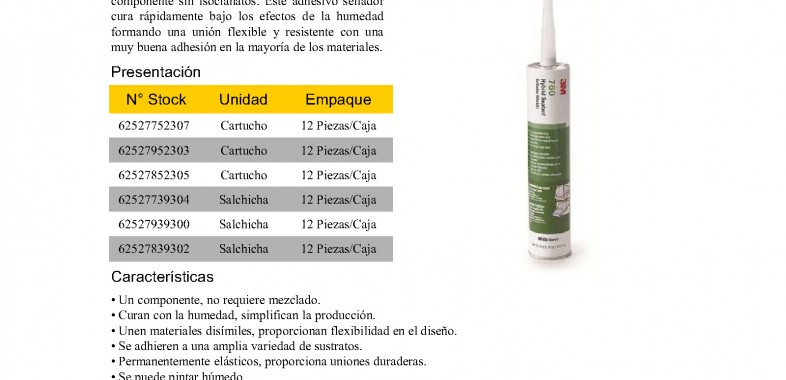 componente sin isocianatos. Este adhesivo sellador
cura rápidamente bajo los efectos de la humedad
formando una unión flexible y resistente con una
muy buena adhesión en la mayoría de los materiales.
Presentación
N° Stock Unidad Empaque
62527752307 Cartucho 12 Piezas/Caja
62527952303 Cartucho 12 Piezas/Caja
62527852305 Cartucho 12 Piezas/Caja
62527739304 Salchicha 12 Piezas/Caja
62527939300 Salchicha 12 Piezas/Caja
62527839302 Salchicha 12 Piezas/Caja
Características
• Un componente, no requiere mezclado.
• Curan con la humedad, simplifican la producción.
• Unen materiales disímiles, proporcionan flexibilidad en el diseño.
• Se adhieren a una amplia variedad de sustratos.
• Permanentemente elásticos, proporciona uniones duraderas.
• Se puede pintar húmedo
3M
760
Hybrid Sealant